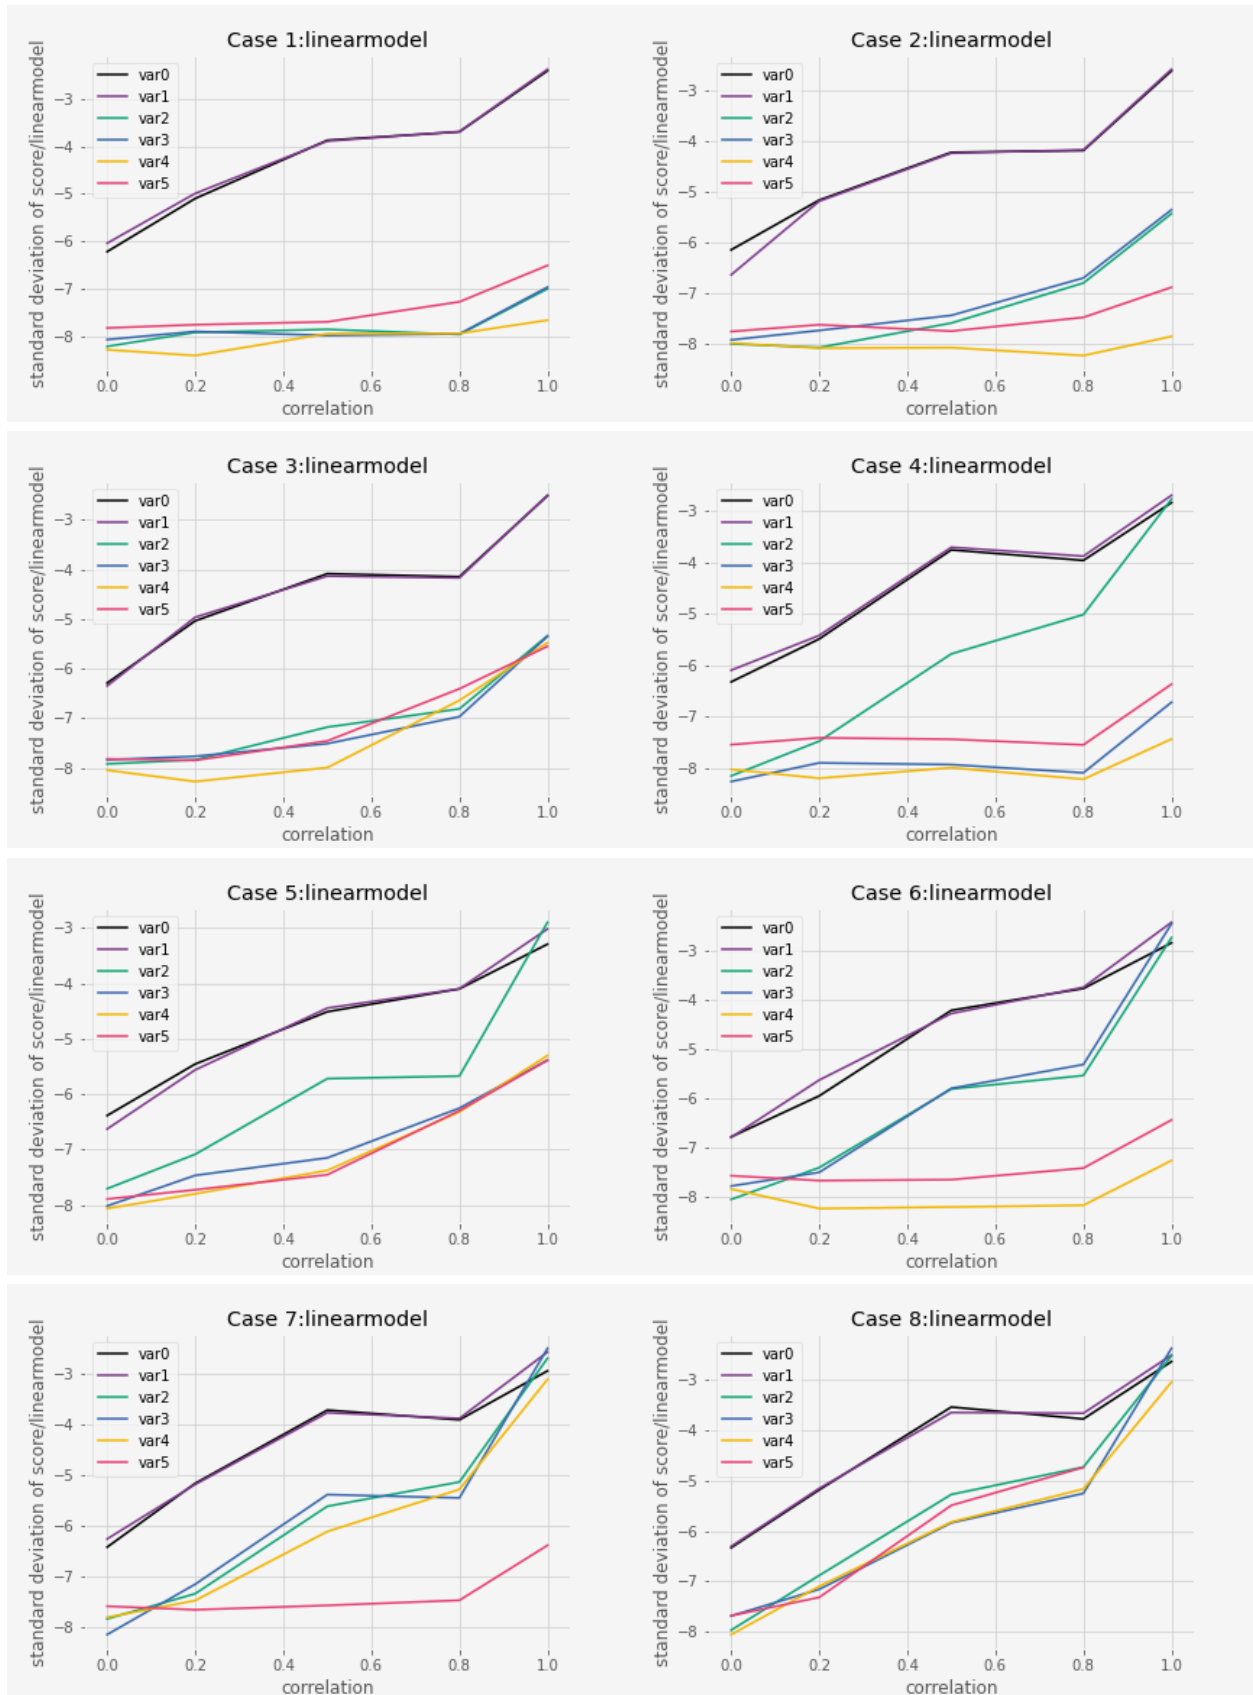 Case 1:linearmodel
standard deviation of score/linearmodel
var0
var1
var2
var3
var4
var5
−3
−4
−5
−6
−7
−8
0.0 0.2 0.4 0.6 0.8 1.0
correlation
Case 2:linearmodel
standard deviation of score/linearmodel
var0
var1
var2
var3
var4
var5
−3
−4
−5
−6
−7
−8
0.0 0.2 0.4 0.6 0.8 1.0
correlation
Case 3:linearmodel
standard deviation of score/linearmodel
var0
var1
var2
var3
var4
var5
−3
−4
−5
−6
−7
−8
0.0 0.2 0.4 0.6 0.8 1.0
correlation
Case 4:linearmodel
standard deviation of score/linearmodel
var0
var1
var2
var3
var4
var5
−3
−4
−5
−6
−7
−8
0.0 0.2 0.4 0.6 0.8 1.0
correlation
Case 5:linearmodel
standard deviation of score/linearmodel
var0
var1
var2
var3
var4
var5
−3
−4
−5
−6
−7
−8
0.0 0.2 0.4 0.6 0.8 1.0
correlation
Case 6:linearmodel
standard deviation of score/linearmodel
var0
var1
var2
var3
var4
var5
−3
−4
−5
−6
−7
−8
0.0 0.2 0.4 0.6 0.8 1.0
correlation
Case 7:linearmodel
standard deviation of score/linearmodel
var0
var1
var2
var3
var4
var5
−3
−4
−5
−6
−7
−8
0.0 0.2 0.4 0.6 0.8 1.0
correlation
Case 8:linearmodel
standard deviation of score/linearmodel
var0
var1
var2
var3
var4
var5
−3
−4
−5
−6
−7
−8
0.0 0.2 0.4 0.6 0.8 1.0
correlation